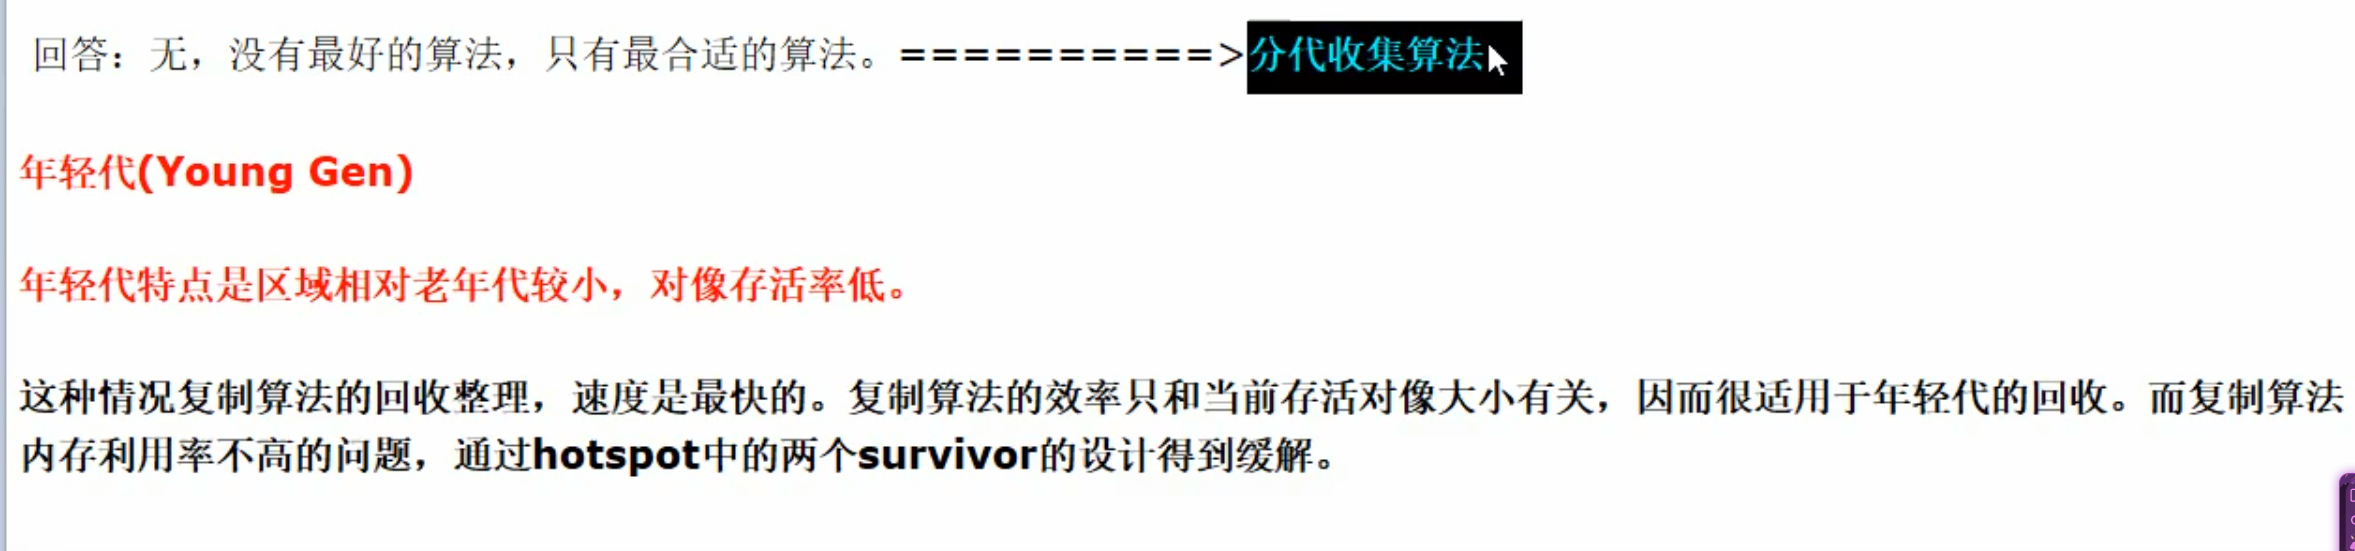 回答：无，没有最好的算法，只有最合适的算法。==========>分代收集算法
年轻代(Young Gen)
年轻代特点是区域相对老年代较小，对像存活率低。
这种情况复制算法的回收整理，速度是最快的。复制算法的效率只和当前存活对像大小有关，因而很适用于年轻代的回收。而复制算法
内存利用率不高的问题，通过hotspot中的两个survivor的设计得到缓解。